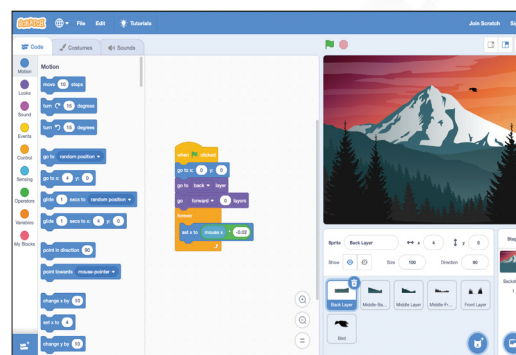 SCRATCH File Edit Tutorials Join Scratch
Code Costumes Sounds
Motion
Looks
Sound
Events
Control
Sensing
Operators
Variables
My Blocks
Motion
move 10 steps
turn 15 degrees
turn 15 degrees
go to random position
go to x: 4 y: 0
glide 1 secs to random position
glide 1 secs to x: 4 y: 0
point in direction 90
point towards mouse-pointer
change x by 10
set x to 4
change y by 10
when clicked
go to x: 0 y: 0
go to back layer
go forward 0 layers
forever
set x to mouse x * -0.02
Sprite Back Layer x 4 y 0
Show Size 100 Direction 90
Back Layer Middle-Ba... Middle Layer Middle-Fr... Front Layer
Bird